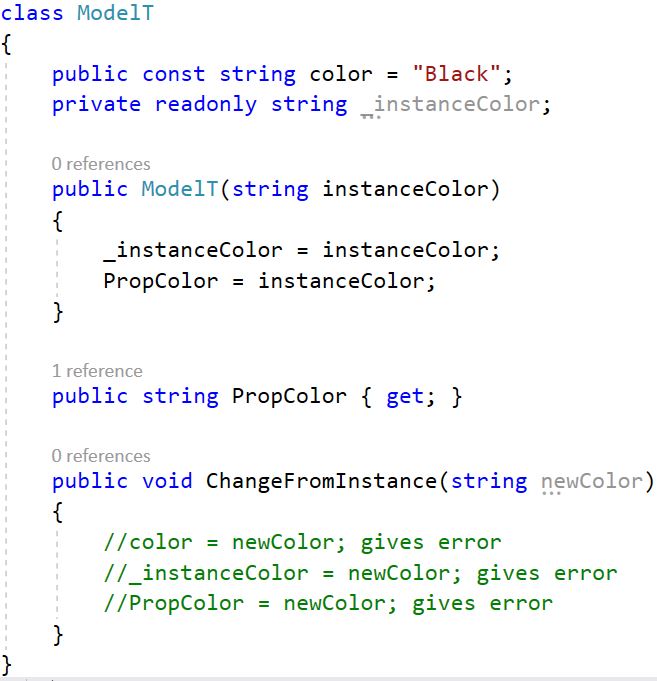 class ModelT
{
    public const string color = "Black";
    private readonly string _instanceColor;
    0 references
    public ModelT(string instanceColor)
    {
        _instanceColor = instanceColor;
        PropColor = instanceColor;
    }
    1 reference
    public string PropColor { get; }
    0 references
    public void ChangeFromInstance(string newColor)
    {
        //color = newColor; gives error
        //_instanceColor = newColor; gives error
        //PropColor = newColor; gives error
    }
}